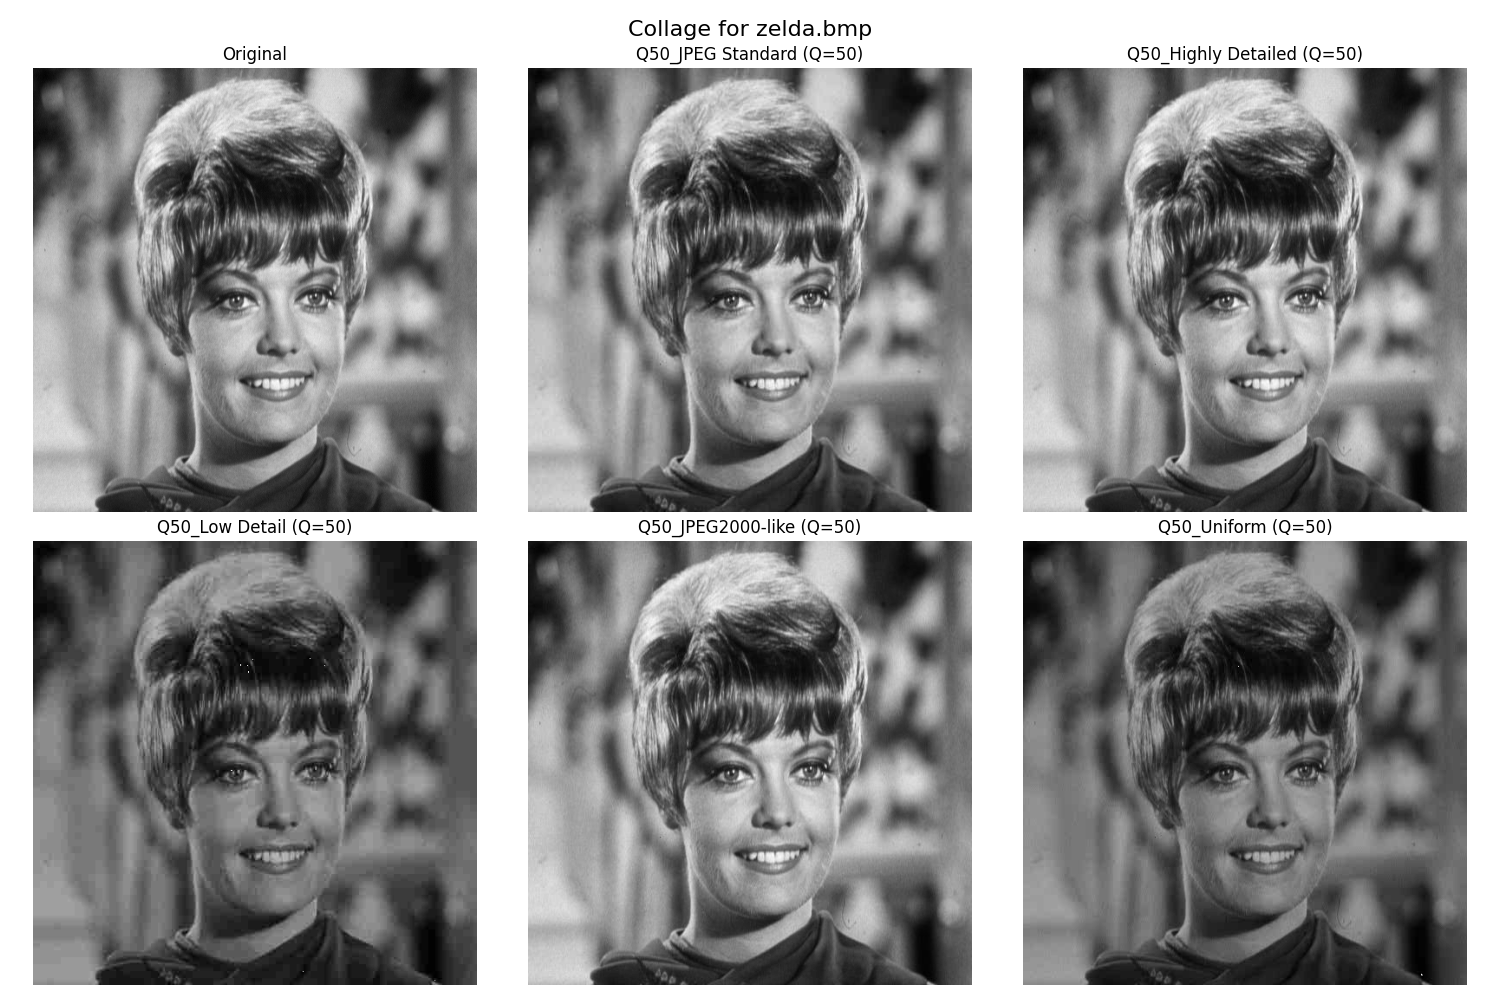 Collage for zelda.bmp
Original
Q50_JPEG Standard (Q=50)
Q50_Highly Detailed (Q=50)
Q50_Low Detail (Q=50)
Q50_JPEG2000-like (Q=50)
Q50_Uniform (Q=50)